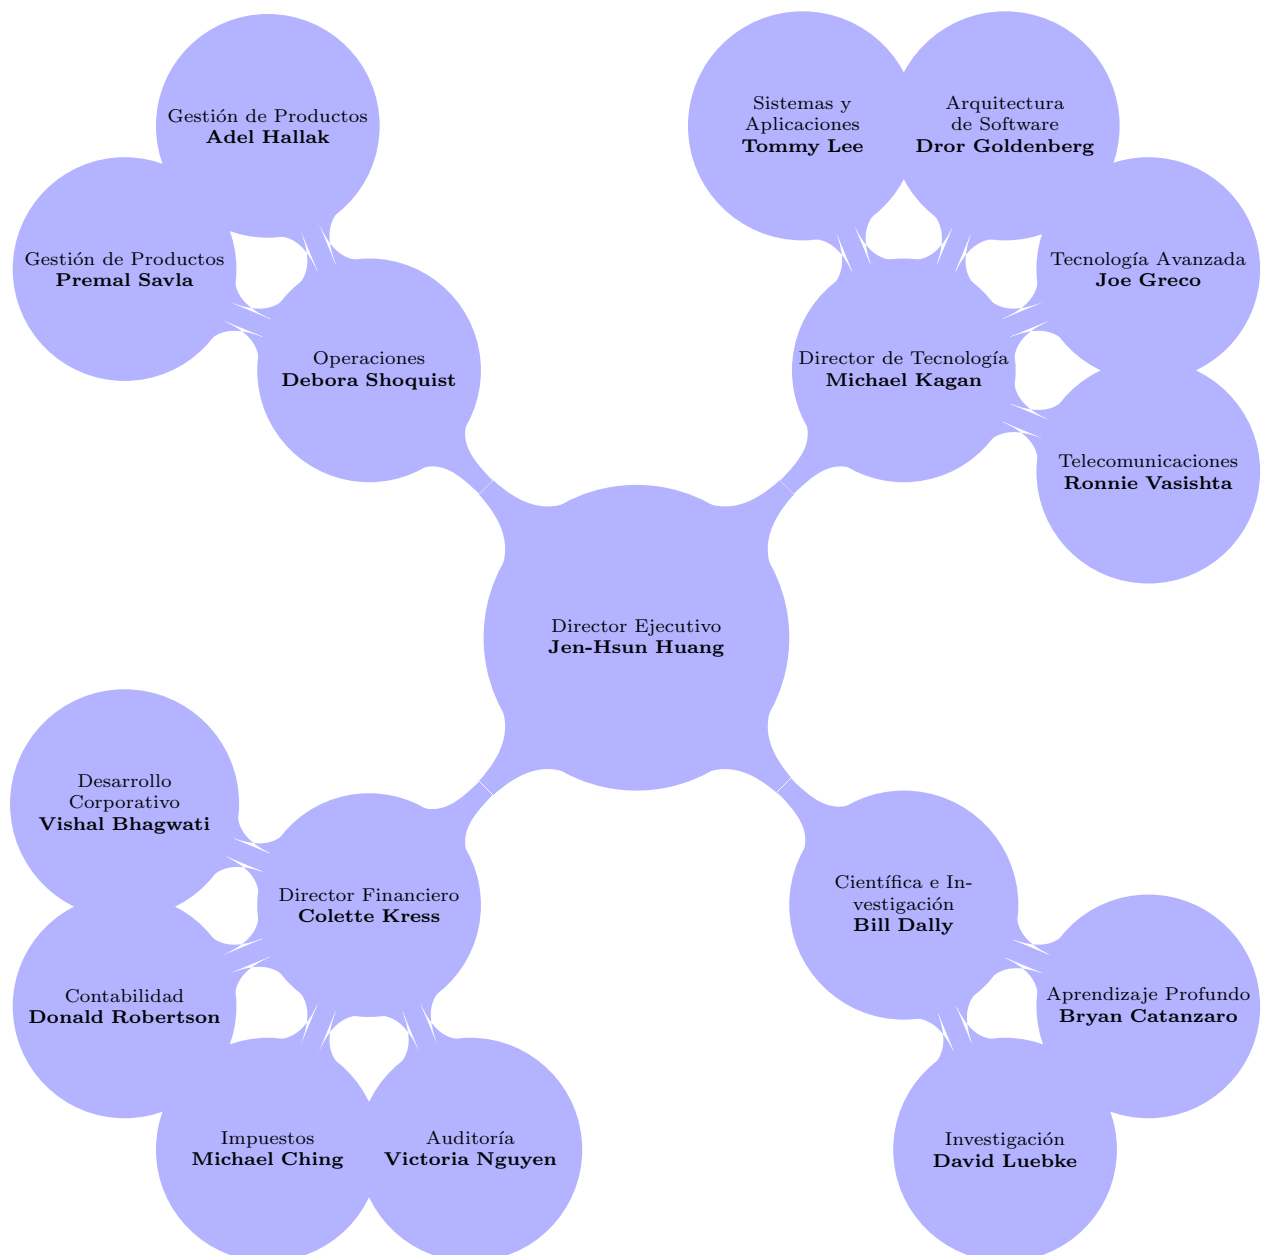 Gestión de Productos
Adel Hallak
Gestión de Productos
Premal Savla
Operaciones
Debora Shoquist
Sistemas y
Aplicaciones
Tommy Lee
Arquitectura
de Software
Dror Goldenberg
Tecnología Avanzada
Joe Greco
Director de Tecnología
Michael Kagan
Telecomunicaciones
Ronnie Vasishta
Director Ejecutivo
Jen-Hsun Huang
Desarrollo
Corporativo
Vishal Bhagwati
Director Financiero
Colette Kress
Contabilidad
Donald Robertson
Impuestos
Michael Ching
Auditoría
Victoria Nguyen
Científica e In-
vestigación
Bill Dally
Aprendizaje Profundo
Bryan Catanzaro
Investigación
David Luebke